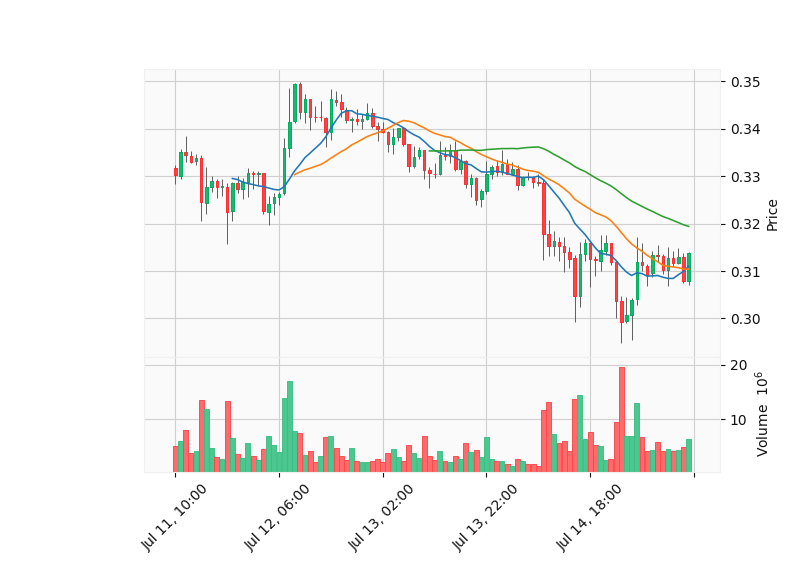 0.35
0.34
0.33
0.32
0.31
0.30
Price
20
10
Volume 10^6
Jul 11, 10:00
Jul 12, 06:00
Jul 13, 02:00
Jul 13, 22:00
Jul 14, 18:00